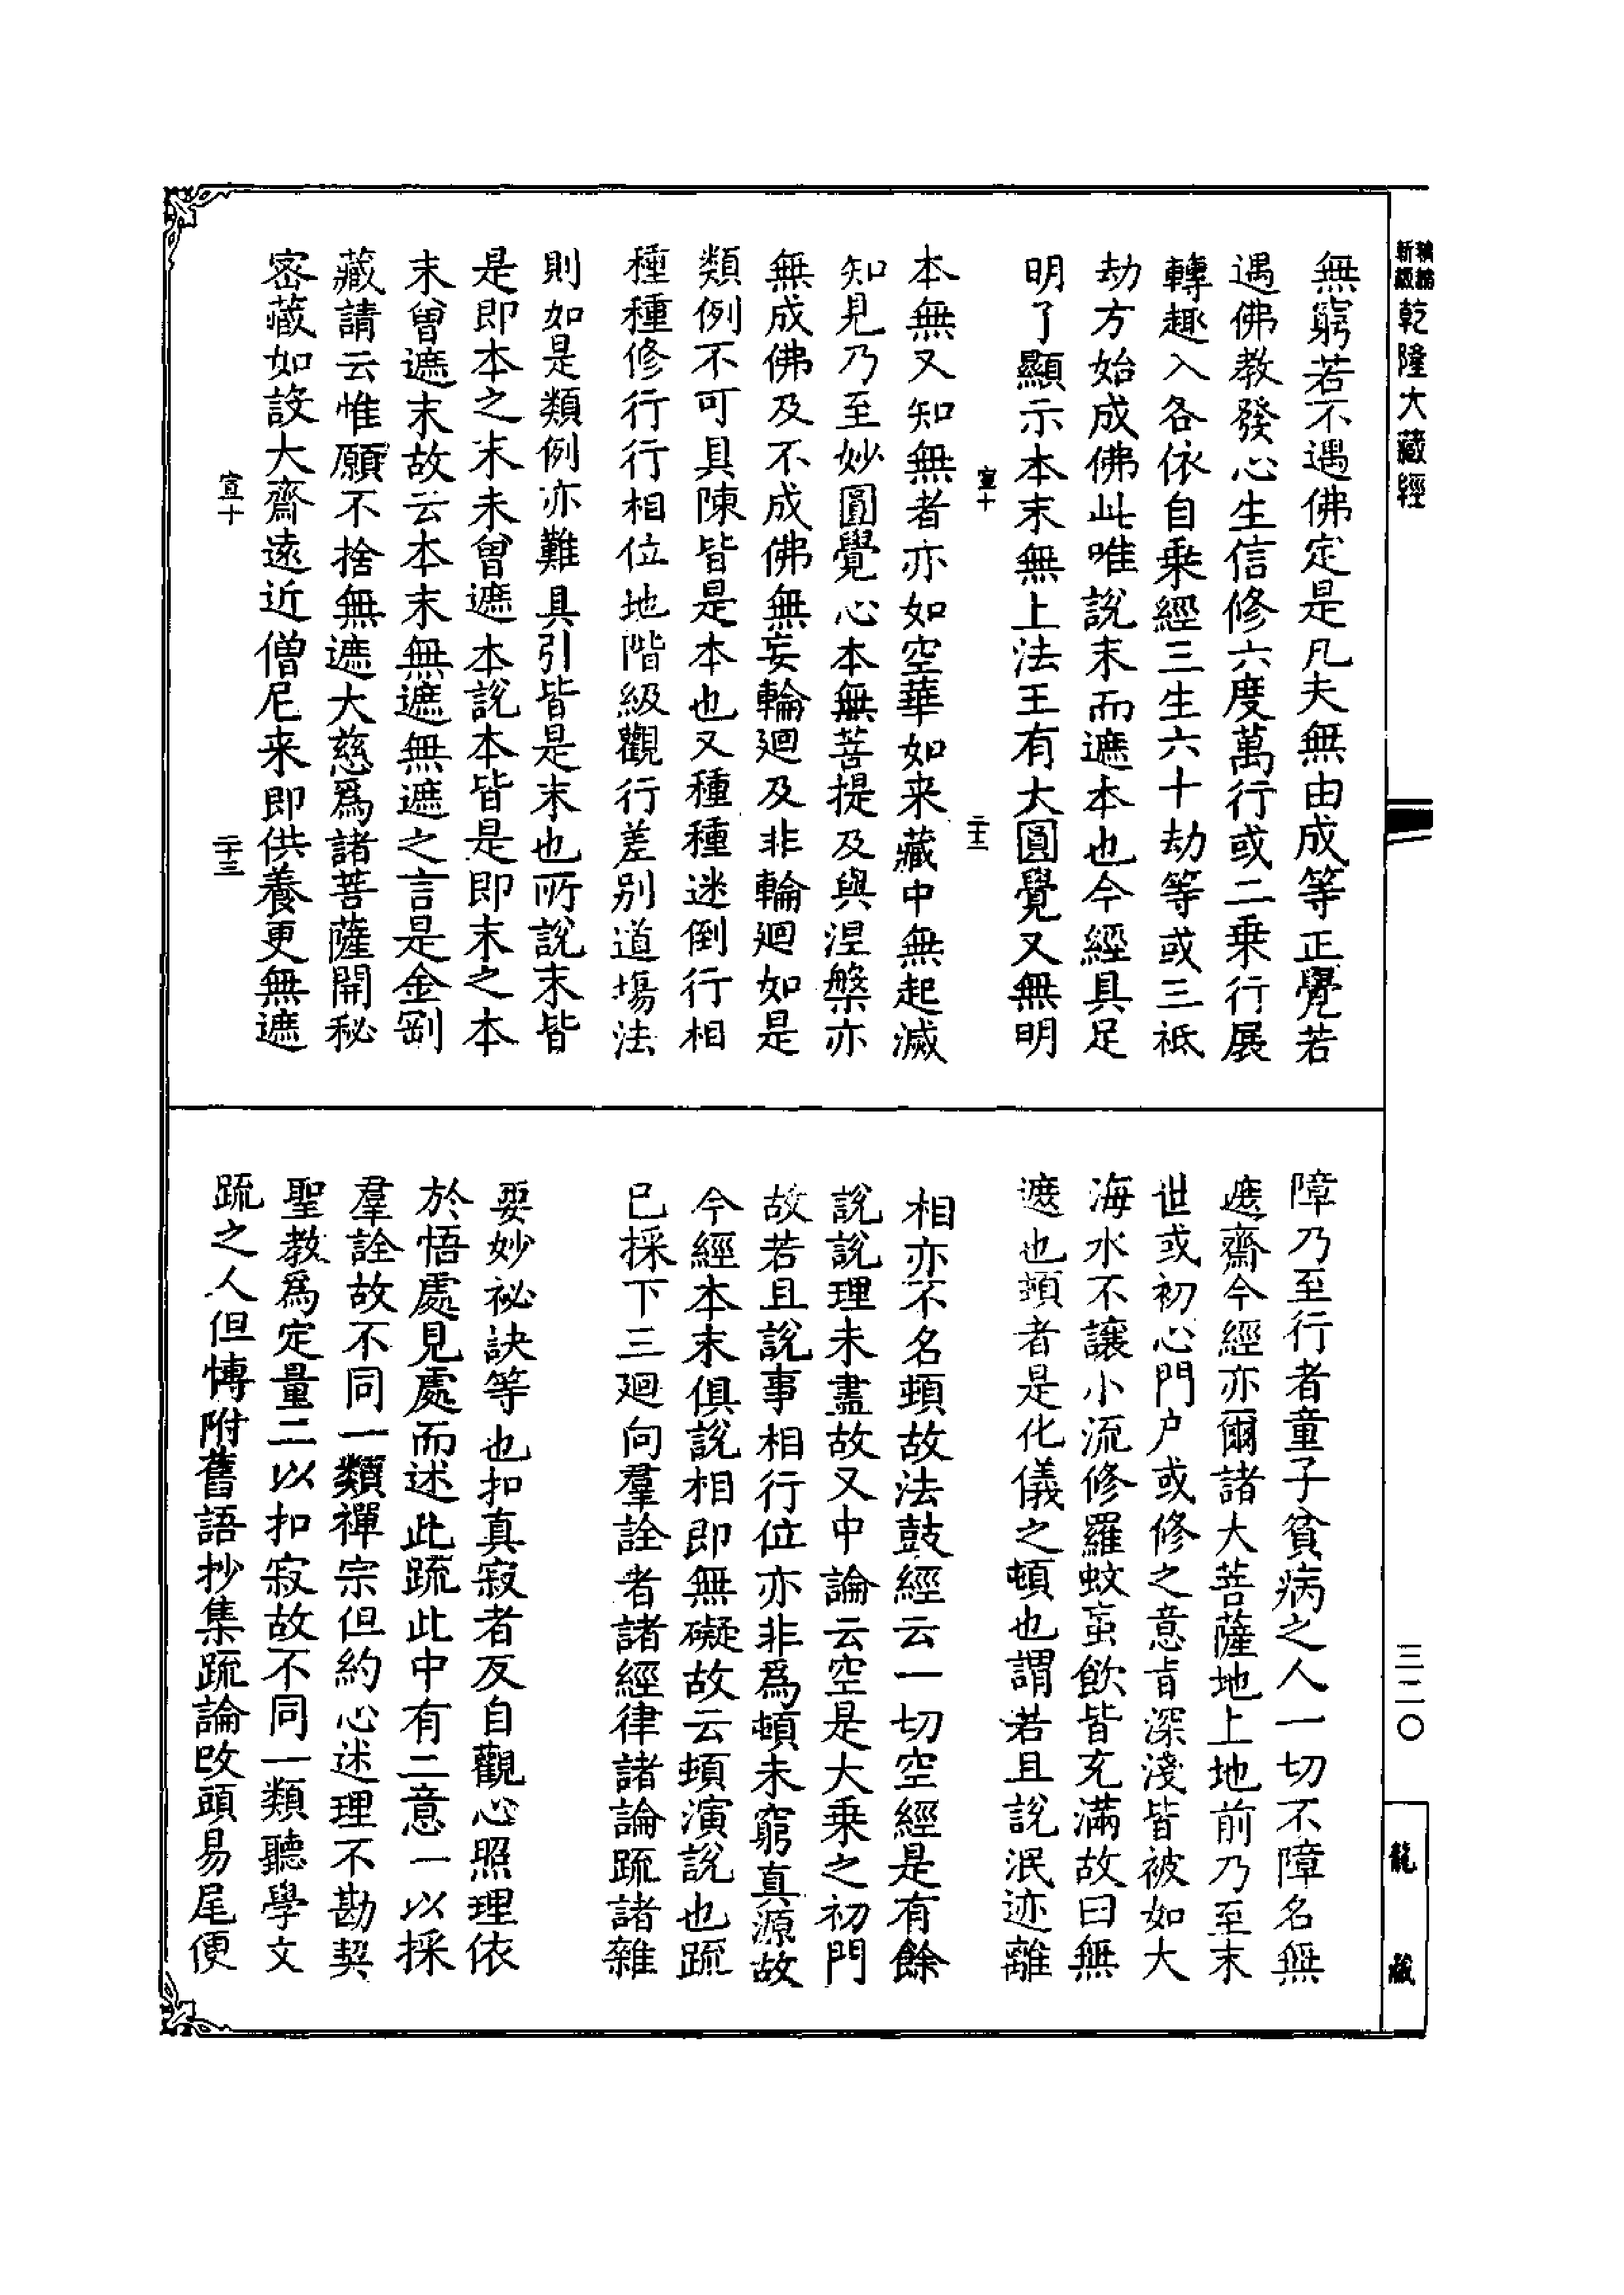 乾隆大藏經
無窮若不遇佛定是凡夫無由成等正覺若
遇佛教發心生信修六度萬行或二乘行展
轉趣入各依自乘經三生六十劫等或三祇
劫方始成佛此唯說末而遮本也今經具足
明了顯示本末無上法王有大圓覺又無明
宣十
二十二
本無又知無者亦如空華如来藏中無起滅
知見乃至妙圓覺心本無菩提及與涅槃亦
無成佛及不成佛無妄輪廻及非輪廻如是
類例不可具陳皆是本也又種種迷倒行相
種種修行行相位地階級觀行差别道塲法
則如是類例亦難具引皆是末也所說末皆
是即本之末未曾遮本說本皆是即末之本
末曾遮末故云本末無遮無遮之言是金剛
藏請云惟願不捨無遮大慈爲諸菩薩開秘
密藏如設大齋遠近僧尼来即供養更無遮
宣十
二十三
障乃至行者童子貧病之人一切不障名無
遮齋今經亦爾諸大菩薩地上地前乃至末
世或初心門户或修之意旨深淺皆被如大
海水不讓小流修羅蚊䖟飲皆充滿故曰無
遮也頓者是化儀之頓也謂若且說泯迹離
相亦不名頓故法鼓經云一切空經是有餘
說說理未盡故又中論云空是大乘之初門
故若且說事相行位亦非爲頓未窮真源故
今經本末俱說相即無礙故云頓演說也䟽
已採下三廻向羣詮者諸經律諸論䟽諸雜
要妙祕訣等也扣真寂者反自觀心照理依
於悟處見處而述此䟽此中有二意一以採
羣詮故不同一類禪宗但約心述理不勘契
聖教爲定量二以扣寂故不同一類聽學文
䟽之人但愽附舊語抄集䟽論改頭易尾便
三二〇
龍藏